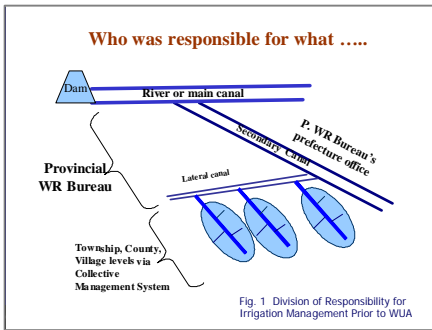 Who was responsible for what …..
Dam
River or main canal
P. WR Bureau's
prefecture office
Secondary Canal
Provincial
WR Bureau
Lateral canal
Township, County,
Village levels via
Collective
Management System
Fig. 1 Division of Responsibility for
Irrigation Management Prior to WUA